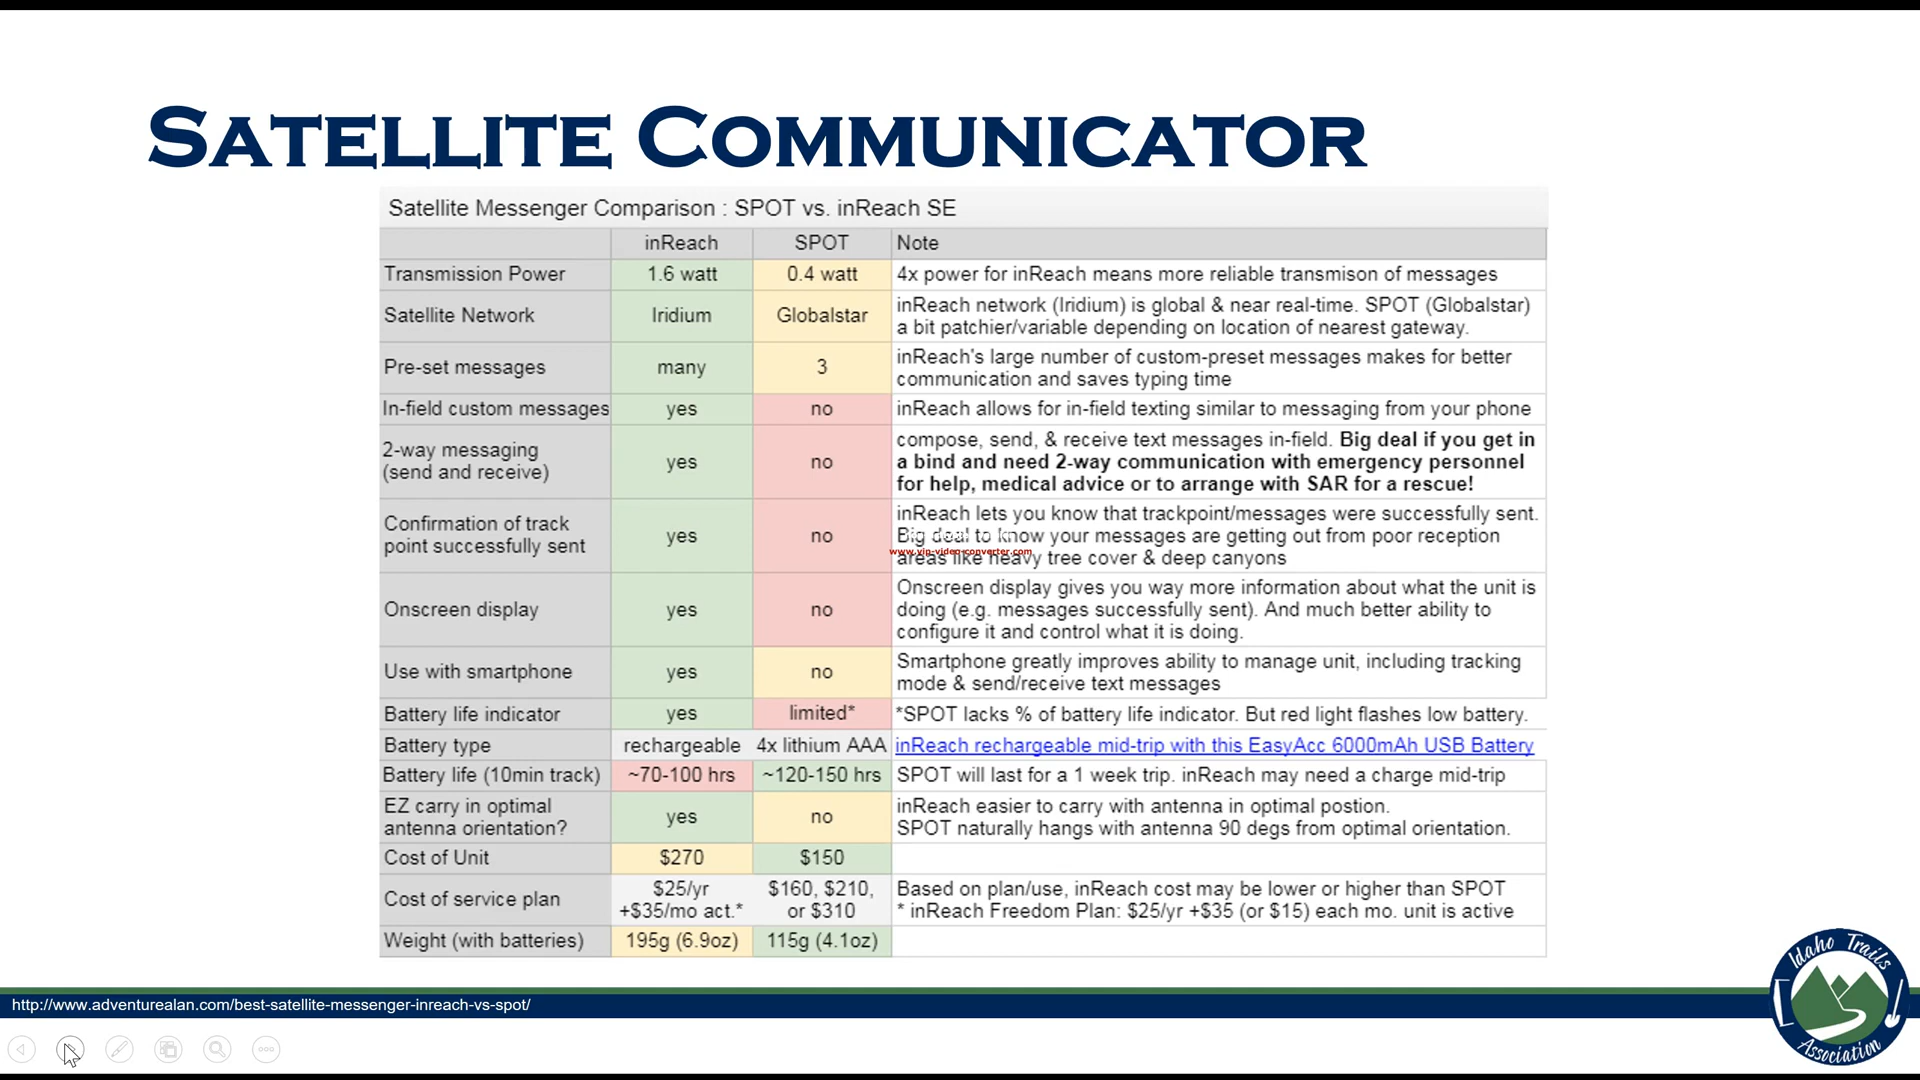 SATELLITE COMMUNICATOR
Satellite Messenger Comparison : SPOT vs. inReach SE
inReach SPOT Note
Transmission Power 1.6 watt 0.4 watt 4x power for inReach means more reliable transmison of messages
Satellite Network Iridium Globalstar inReach network (Iridium) is global & near real-time. SPOT (Globalstar)
a bit patchier/variable depending on location of nearest gateway.
Pre-set messages many 3 inReach's large number of custom-preset messages makes for better
communication and saves typing time
In-field custom messages yes no inReach allows for in-field texting similar to messaging from your phone
2-way messaging
(send and receive) yes no compose, send, & receive text messages in-field. Big deal if you get in
a bind and need 2-way communication with emergency personnel
for help, medical advice or to arrange with SAR for a rescue!
Confirmation of track
point successfully sent yes no inReach lets you know that trackpoint/messages were successfully sent.
Big deal to know your messages are getting out from poor reception
areas like heavy tree cover & deep canyons
www.vip-video-converter.com
Onscreen display yes no Onscreen display gives you way more information about what the unit is
doing (e.g. messages successfully sent). And much better ability to
configure it and control what it is doing.
Use with smartphone yes no Smartphone greatly improves ability to manage unit, including tracking
mode & send/receive text messages
Battery life indicator yes limited* *SPOT lacks % of battery life indicator. But red light flashes low battery.
Battery type rechargeable 4x lithium AAA inReach rechargeable mid-trip with this EasyAcc 6000mAh USB Battery
Battery life (10min track) ~70-100 hrs ~120-150 hrs SPOT will last for a 1 week trip. inReach may need a charge mid-trip
EZ carry in optimal
antenna orientation? yes no inReach easier to carry with antenna in optimal postion.
SPOT naturally hangs with antenna 90 degs from optimal orientation.
Cost of Unit $270 $150
Cost of service plan $25/yr
+$35/mo act.* $160, $210,
or $310 Based on plan/use, inReach cost may be lower or higher than SPOT
* inReach Freedom Plan: $25/yr +$35 (or $15) each mo. unit is active
Weight (with batteries) 195g (6.9oz) 115g (4.1oz)
http://www.adventurealan.com/best-satellite-messenger-inreach-vs-spot/
Idaho Trails
Association